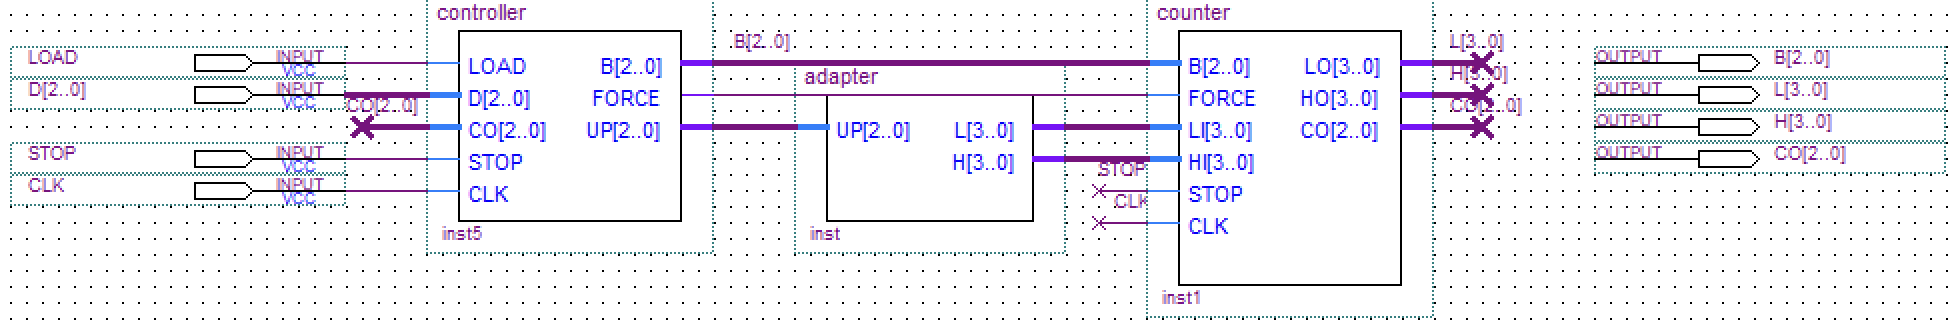 controller
counter
LOAD INPUT VCC
D[2..0] INPUT VCC
CO[2..0]
STOP INPUT VCC
CLK INPUT VCC
LOAD B[2..0]
D[2..0] FORCE
CO[2..0] UP[2..0]
STOP
CLK
inst5
B[2..0]
adapter
UP[2..0] L[3..0]
H[3..0]
inst
STOP
CLK
B[2..0] LO[3..0]
FORCE HO[3..0]
LI[3..0] CO[2..0]
HI[3..0]
STOP
CLK
inst1
L[3..0]
H[3..0]
CO[2..0]
OUTPUT B[2..0]
OUTPUT L[3..0]
OUTPUT H[3..0]
OUTPUT CO[2..0]